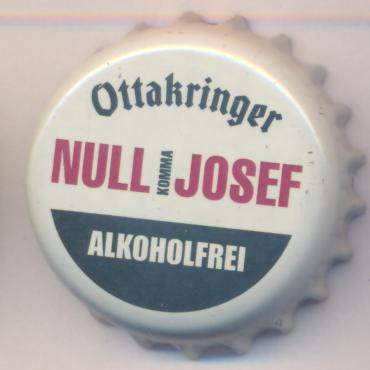 Ottakringer
NULL KOMMA JOSEF
ALKOHOLFREI